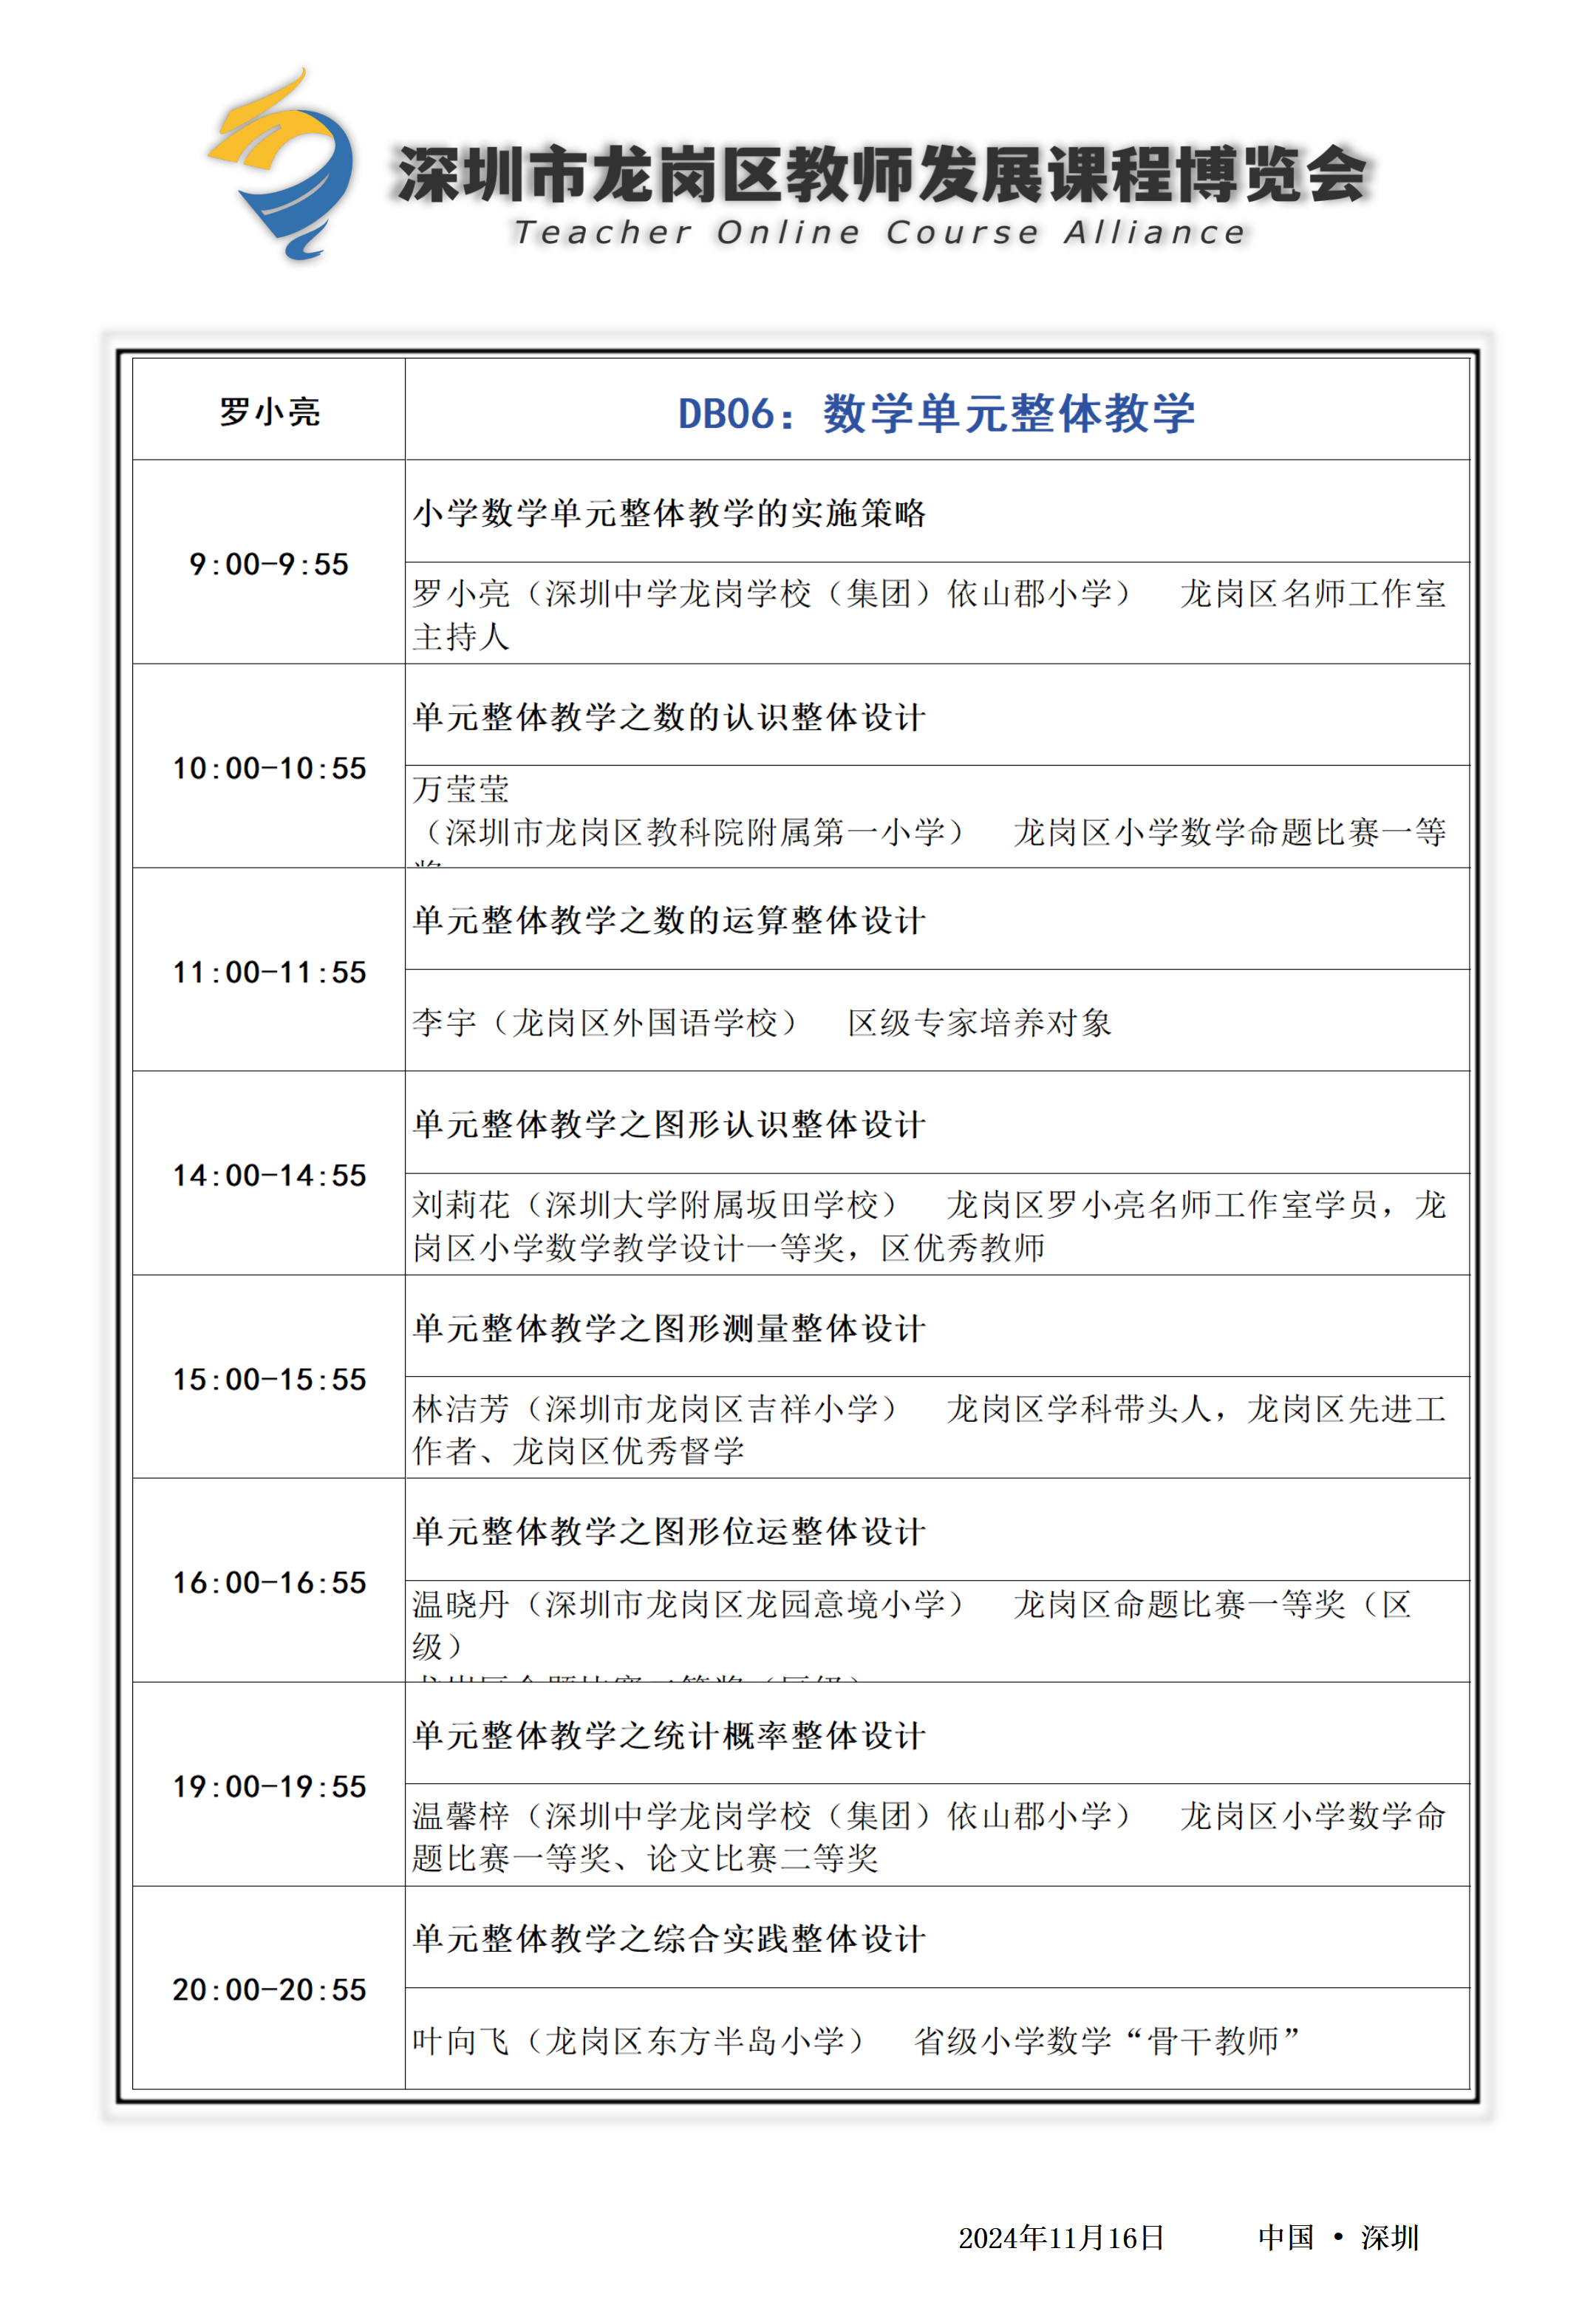 深圳市龙岗区教师发展课程博览会
Teacher Online Course Alliance
罗小亮
DB06：数学单元整体教学
9:00-9:55
小学数学单元整体教学的实施策略
罗小亮（深圳中学龙岗学校（集团）依山郡小学） 龙岗区名师工作室
主持人
10:00-10:55
单元整体教学之数的认识整体设计
万莹莹
（深圳市龙岗区教科院附属第一小学） 龙岗区小学数学命题比赛一等
11:00-11:55
单元整体教学之数的运算整体设计
李宇（龙岗区外国语学校） 区级专家培养对象
14:00-14:55
单元整体教学之图形认识整体设计
刘莉花（深圳大学附属坂田学校） 龙岗区罗小亮名师工作室学员，龙
岗区小学数学教学设计一等奖，区优秀教师
15:00-15:55
单元整体教学之图形测量整体设计
林洁芳（深圳市龙岗区吉祥小学） 龙岗区学科带头人，龙岗区先进工
作者、龙岗区优秀督学
16:00-16:55
单元整体教学之图形位运整体设计
温晓丹（深圳市龙岗区龙园意境小学） 龙岗区命题比赛一等奖（区
级）
19:00-19:55
单元整体教学之统计概率整体设计
温馨梓（深圳中学龙岗学校（集团）依山郡小学） 龙岗区小学数学命
题比赛一等奖、论文比赛二等奖
20:00-20:55
单元整体教学之综合实践整体设计
叶向飞（龙岗区东方半岛小学） 省级小学数学“骨干教师”
2024年11月16日 中国 • 深圳